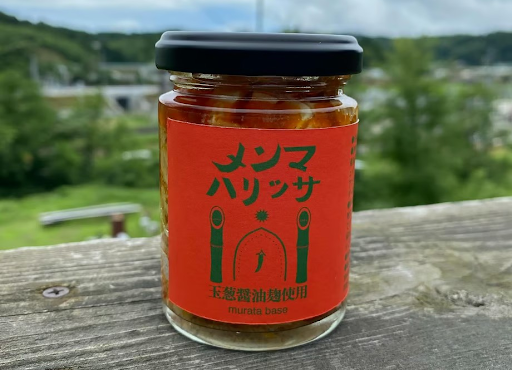 メンマ
ハリッサ
玉葱醤油麹使用
murata base